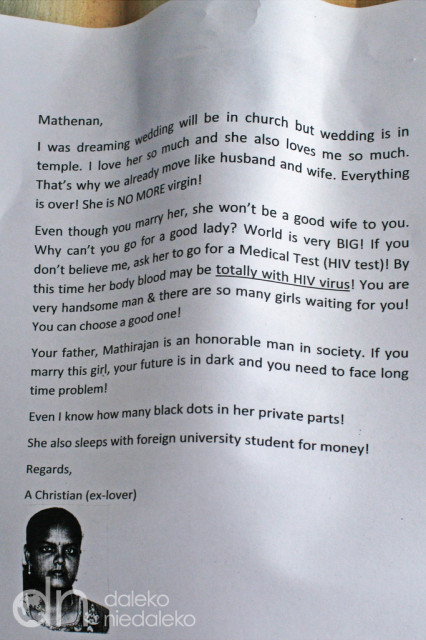 Mathenan,
I was dreaming wedding will be in church but wedding is in
temple. I love her so much and she also loves me so much.
That's why we already move like husband and wife. Everything
is over! She is NO MORE virgin!
Even though you marry her, she won't be a good wife to you.
Why can't you go for a good lady? World is very BIG! If you
don't believe me, ask her to go for a Medical Test (HIV test)! By
this time her body blood may be totally with HIV virus! You are
very handsome man & there are so many girls waiting for you!
You can choose a good one!
Your father, Mathirajan is an honorable man in society. If you
marry this girl, your future is in dark and you need to face long
time problem!
Even I know how many black dots in her private parts!
She also sleeps with foreign university student for money!
Regards,
A Christian (ex-lover)
dn daleko
niedaleko